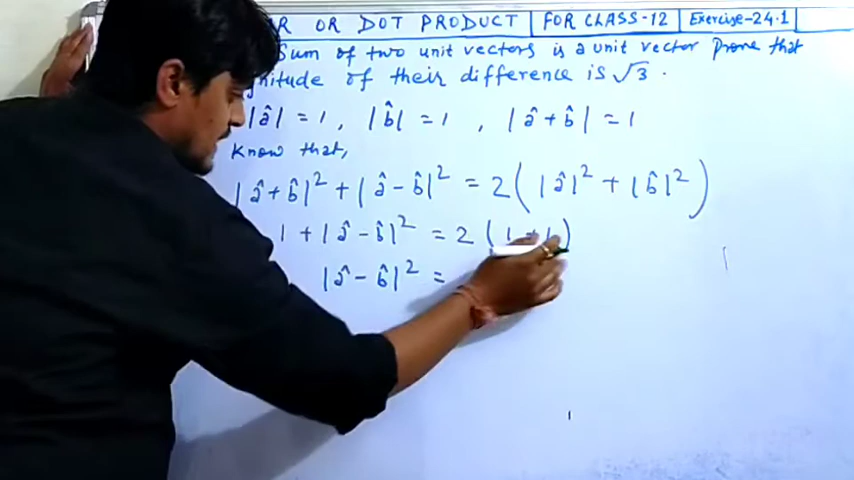 R OR DOT PRODUCT FOR CLASS-12 Exercise-24.1
Sum of two unit vectors is a unit vector Prove that
gnitude of their difference is √3.
|â| = 1, |b̂| = 1, |â + b̂| = 1
Know that,
|â + b̂|² + |â - b̂|² = 2(|â|² + |b̂|²)
1 + |â - b̂|² = 2(1 + 1)
|â - b̂|² =